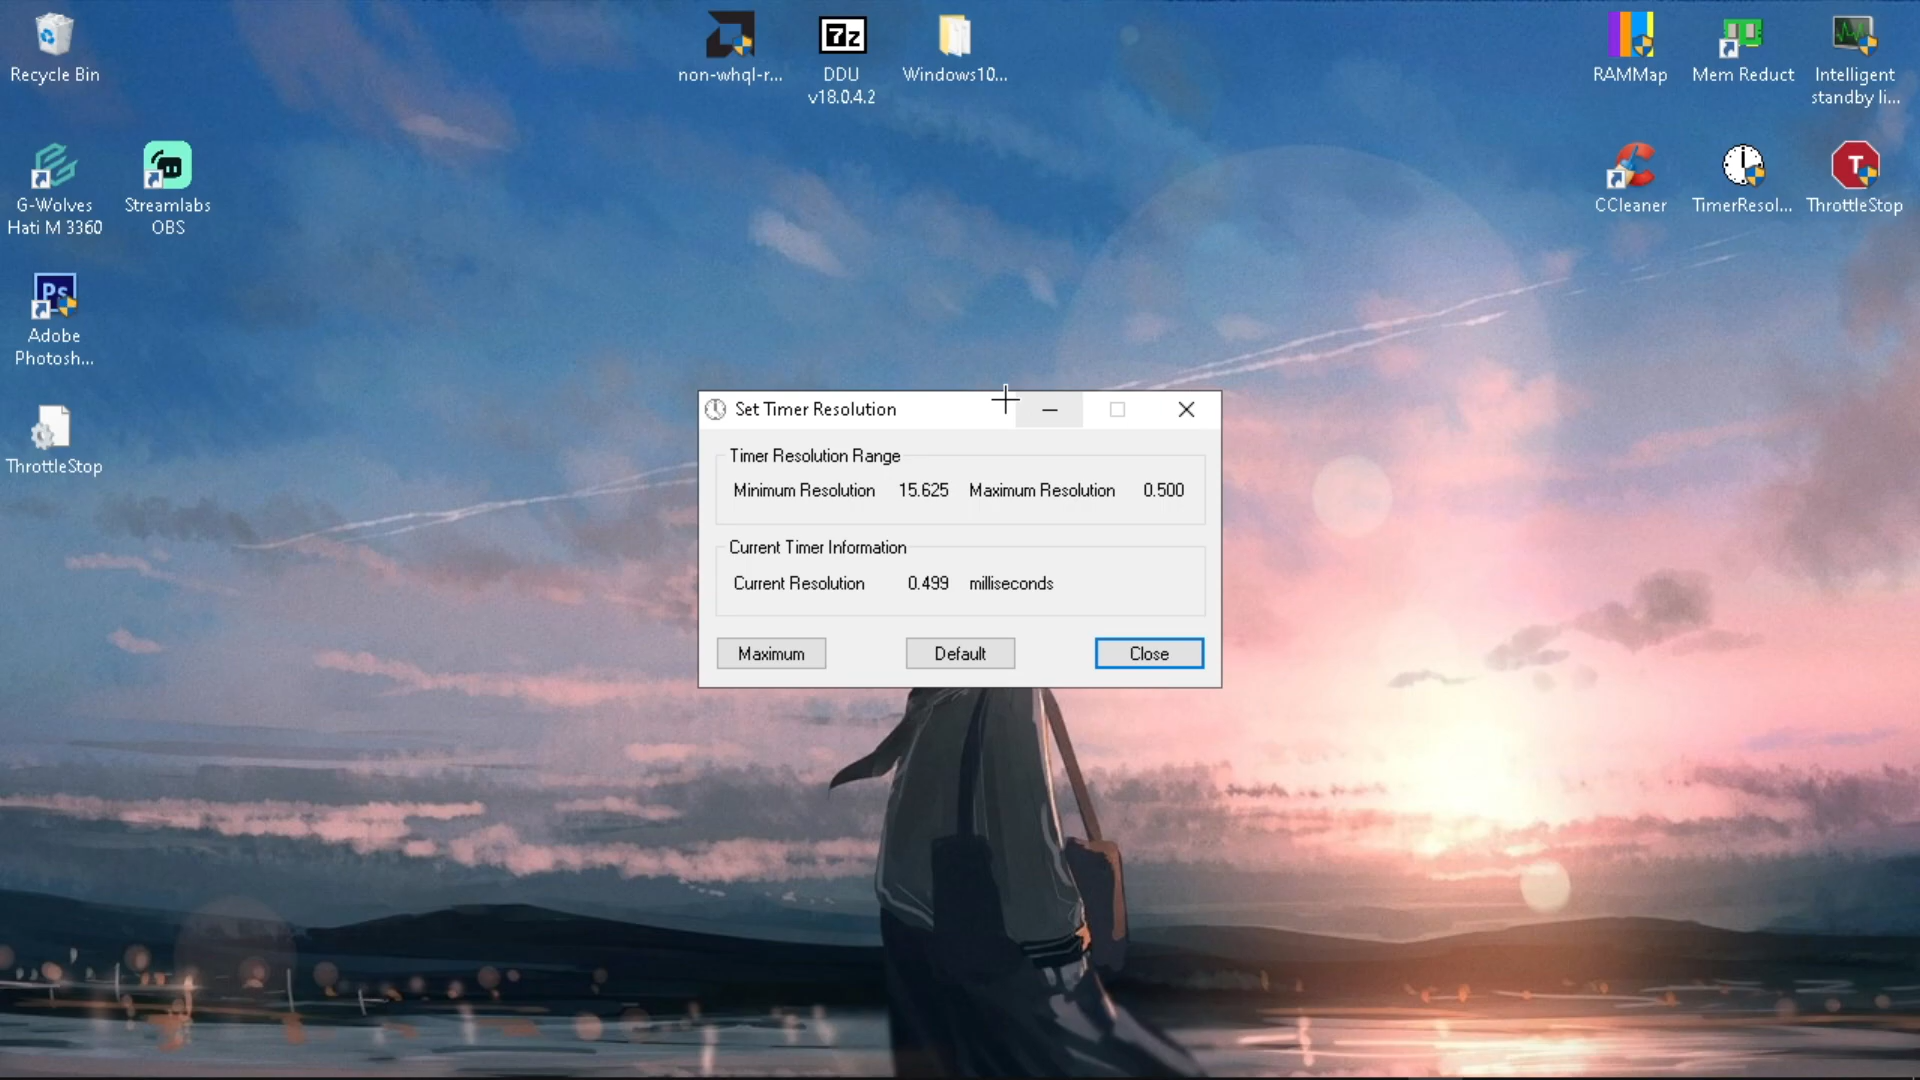 Recycle Bin
non-whql-r...
DDU
v18.0.4.2
Windows10...
RAMMap
Mem Reduct
Intelligent
standby li...
G-Wolves
Hati M 3360
Streamlabs
OBS
CCleaner
TimerResol...
ThrottleStop
Adobe
Photosh...
ThrottleStop
7z
Ps
T
Set Timer Resolution
Timer Resolution Range
Minimum Resolution 15.625 Maximum Resolution 0.500
Current Timer Information
Current Resolution 0.499 milliseconds
Maximum Default Close